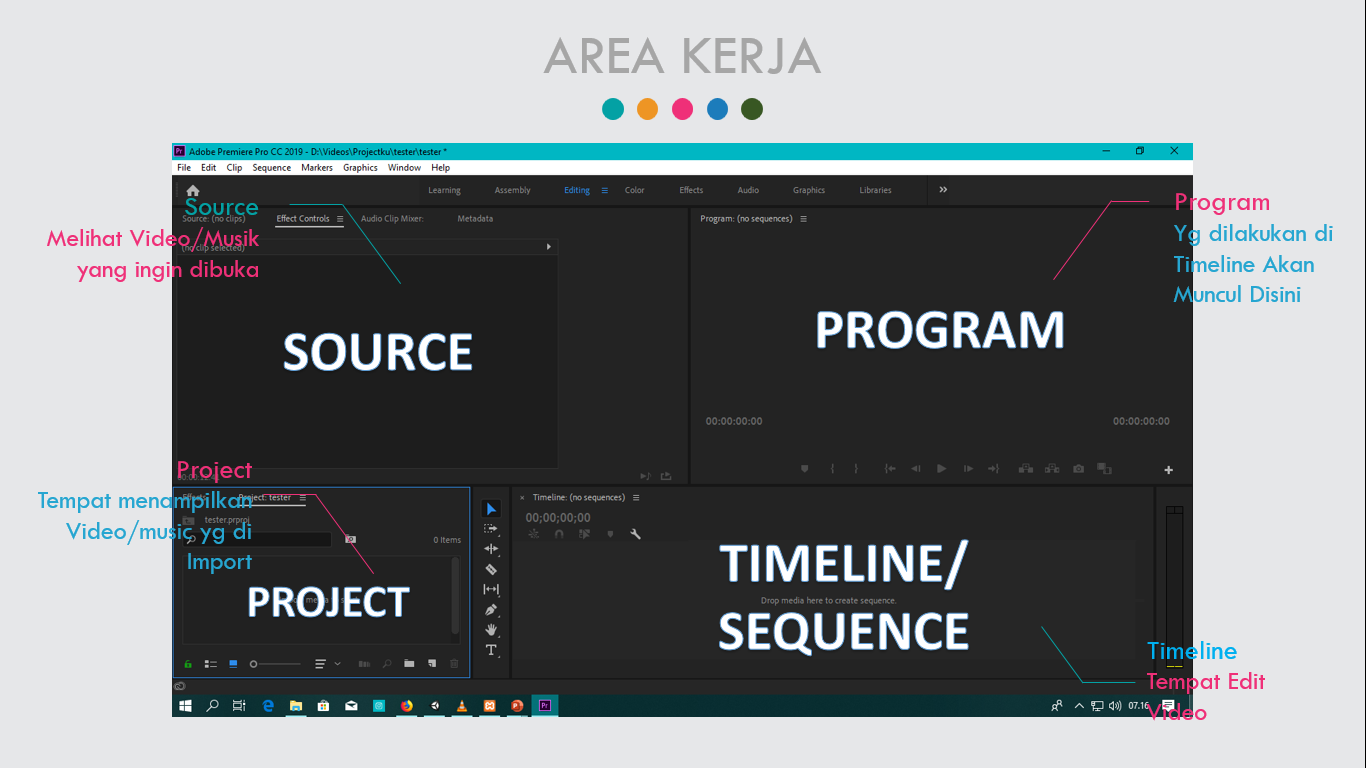 AREA KERJA
Adobe Premiere Pro CC 2019 - D:\Videos\Projectku\tester\tester *
File Edit Clip Sequence Markers Graphics Window Help
Learning Assembly Editing Color Effects Audio Graphics Libraries
Source: (no clips) Effect Controls Audio Clip Mixer: Metadata
(no clip selected)
Source
Melihat Video/Musik
yang ingin dibuka
SOURCE
Program: (no sequences)
Program
Yg dilakukan di
Timeline Akan
Muncul Disini
PROGRAM
00:00:00:00 00:00:00:00
Project
Tempat menampilkan
Video/music yg di
Import
Project: tester
tester.prproj
0 Items
PROJECT
Timeline: (no sequences)
00;00;00;00
TIMELINE/
Drop media here to create sequence.
SEQUENCE
Timeline
Tempat Edit
Video
07.16